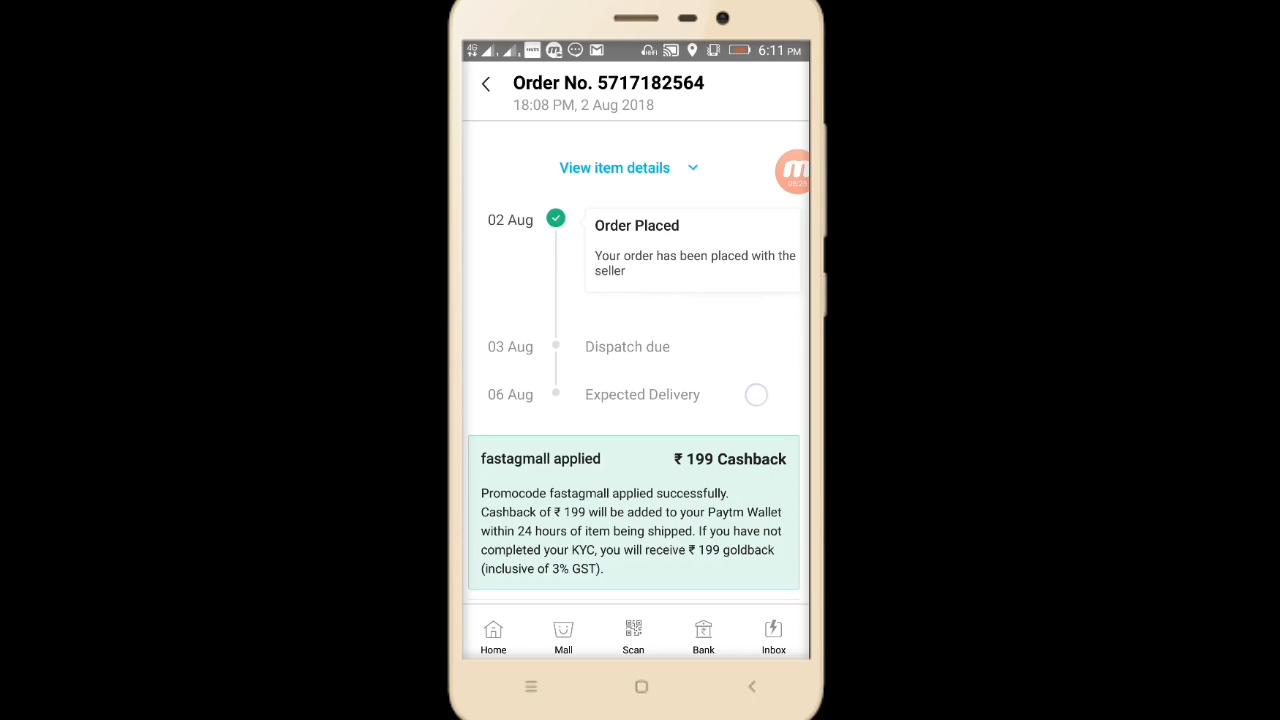 4G 6:11 PM
Order No. 5717182564
18:08 PM, 2 Aug 2018
View item details
02 Aug
Order Placed
Your order has been placed with the
seller
03 Aug Dispatch due
06 Aug Expected Delivery
fastagmall applied ₹ 199 Cashback
Promocode fastagmall applied successfully.
Cashback of ₹ 199 will be added to your Paytm Wallet
within 24 hours of item being shipped. If you have not
completed your KYC, you will receive ₹ 199 goldback
(inclusive of 3% GST).
Home Mall Scan Bank Inbox